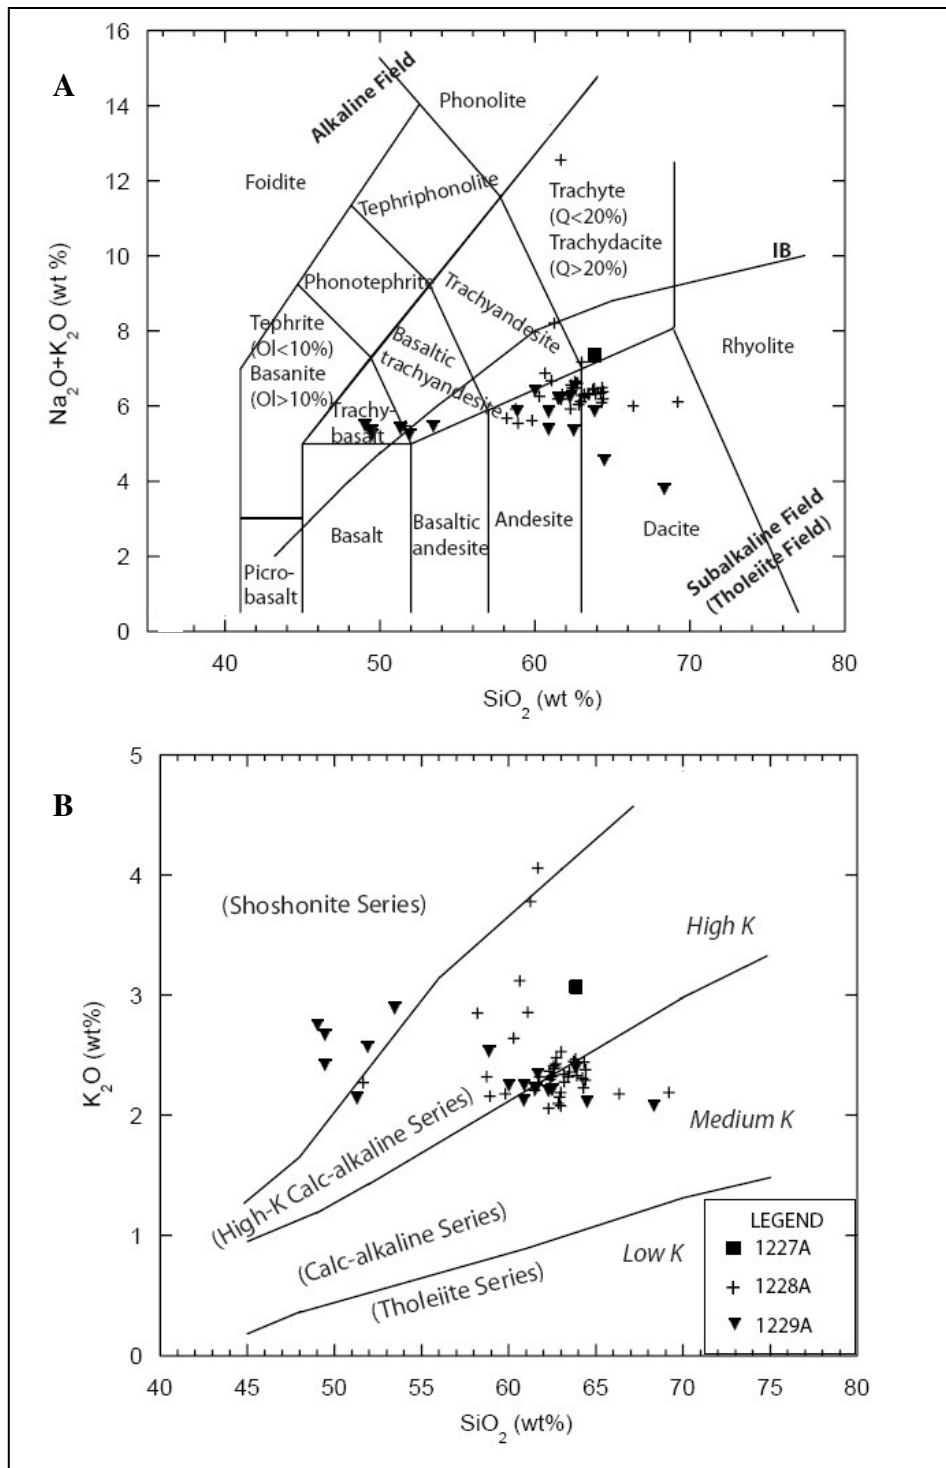 A
16
14
12
10
8
6
4
2
0
Na2O+K2O (wt %)
Alkaline Field
Phonolite
Foidite
Tephriphonolite
Trachyte
(Q<20%)
Trachydacite
(Q>20%)
IB
Phonotephrite
Trachyandesite
Tephrite
(Ol<10%)
Basanite
(Ol>10%)
Basaltic
trachyandesite
Rhyolite
Trachy-
basalt
Basalt
Basaltic
andesite
Andesite
Dacite
Picro-
basalt
Subalkaline Field
(Tholeiite Field)
40 50 60 70 80
SiO2 (wt %)
B
5
4
3
2
1
0
K2O (wt%)
(Shoshonite Series)
High K
(High-K Calc-alkaline Series)
Medium K
(Calc-alkaline Series)
Low K
(Tholeiite Series)
LEGEND
1227A
1228A
1229A
40 45 50 55 60 65 70 75 80
SiO2 (wt%)